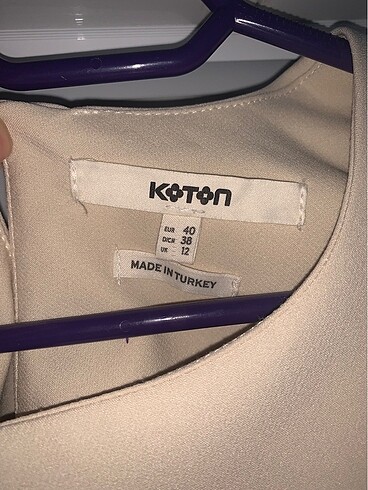 KOTON
EUR 40
D/CH 38
UK 12
MADE IN TURKEY